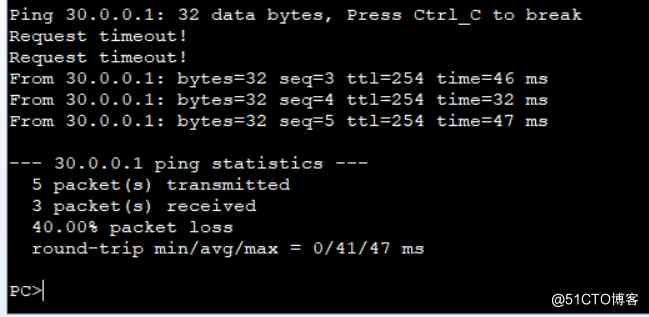 Ping 30.0.0.1: 32 data bytes, Press Ctrl_C to break
Request timeout!
Request timeout!
From 30.0.0.1: bytes=32 seq=3 ttl=254 time=46 ms
From 30.0.0.1: bytes=32 seq=4 ttl=254 time=32 ms
From 30.0.0.1: bytes=32 seq=5 ttl=254 time=47 ms
--- 30.0.0.1 ping statistics ---
5 packet(s) transmitted
3 packet(s) received
40.00% packet loss
round-trip min/avg/max = 0/41/47 ms
PC>
@51CTO博客